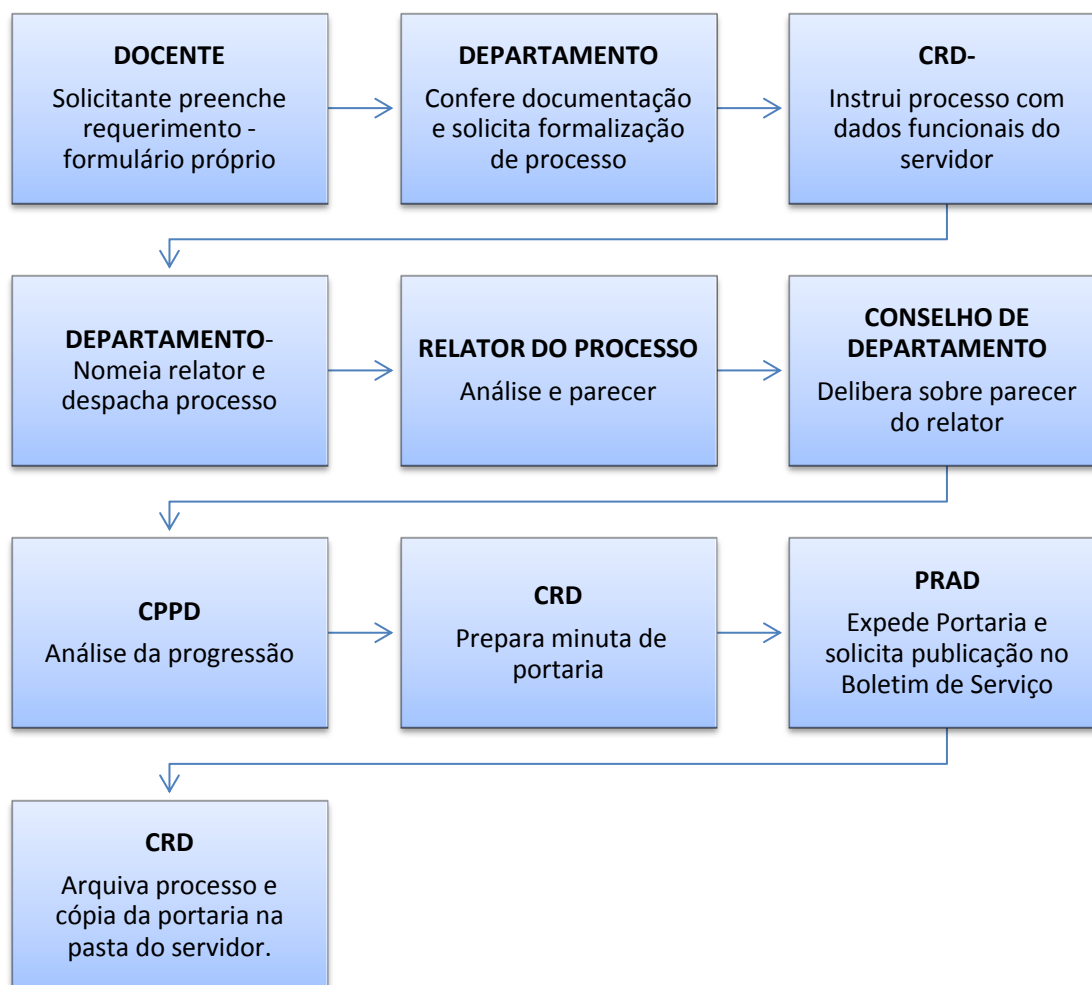 DOCENTE
Solicitante preenche
requerimento -
formulário próprio
DEPARTAMENTO
Confere documentação
e solicita formalização
de processo
CRD-
Instrui processo com
dados funcionais do
servidor
DEPARTAMENTO-
Nomeia relator e
despacha processo
RELATOR DO PROCESSO
Análise e parecer
CONSELHO DE
DEPARTAMENTO
Delibera sobre parecer
do relator
CPPD
Análise da progressão
CRD
Prepara minuta de
portaria
PRAD
Expede Portaria e
solicita publicação no
Boletim de Serviço
CRD
Arquiva processo e
cópia da portaria na
pasta do servidor.